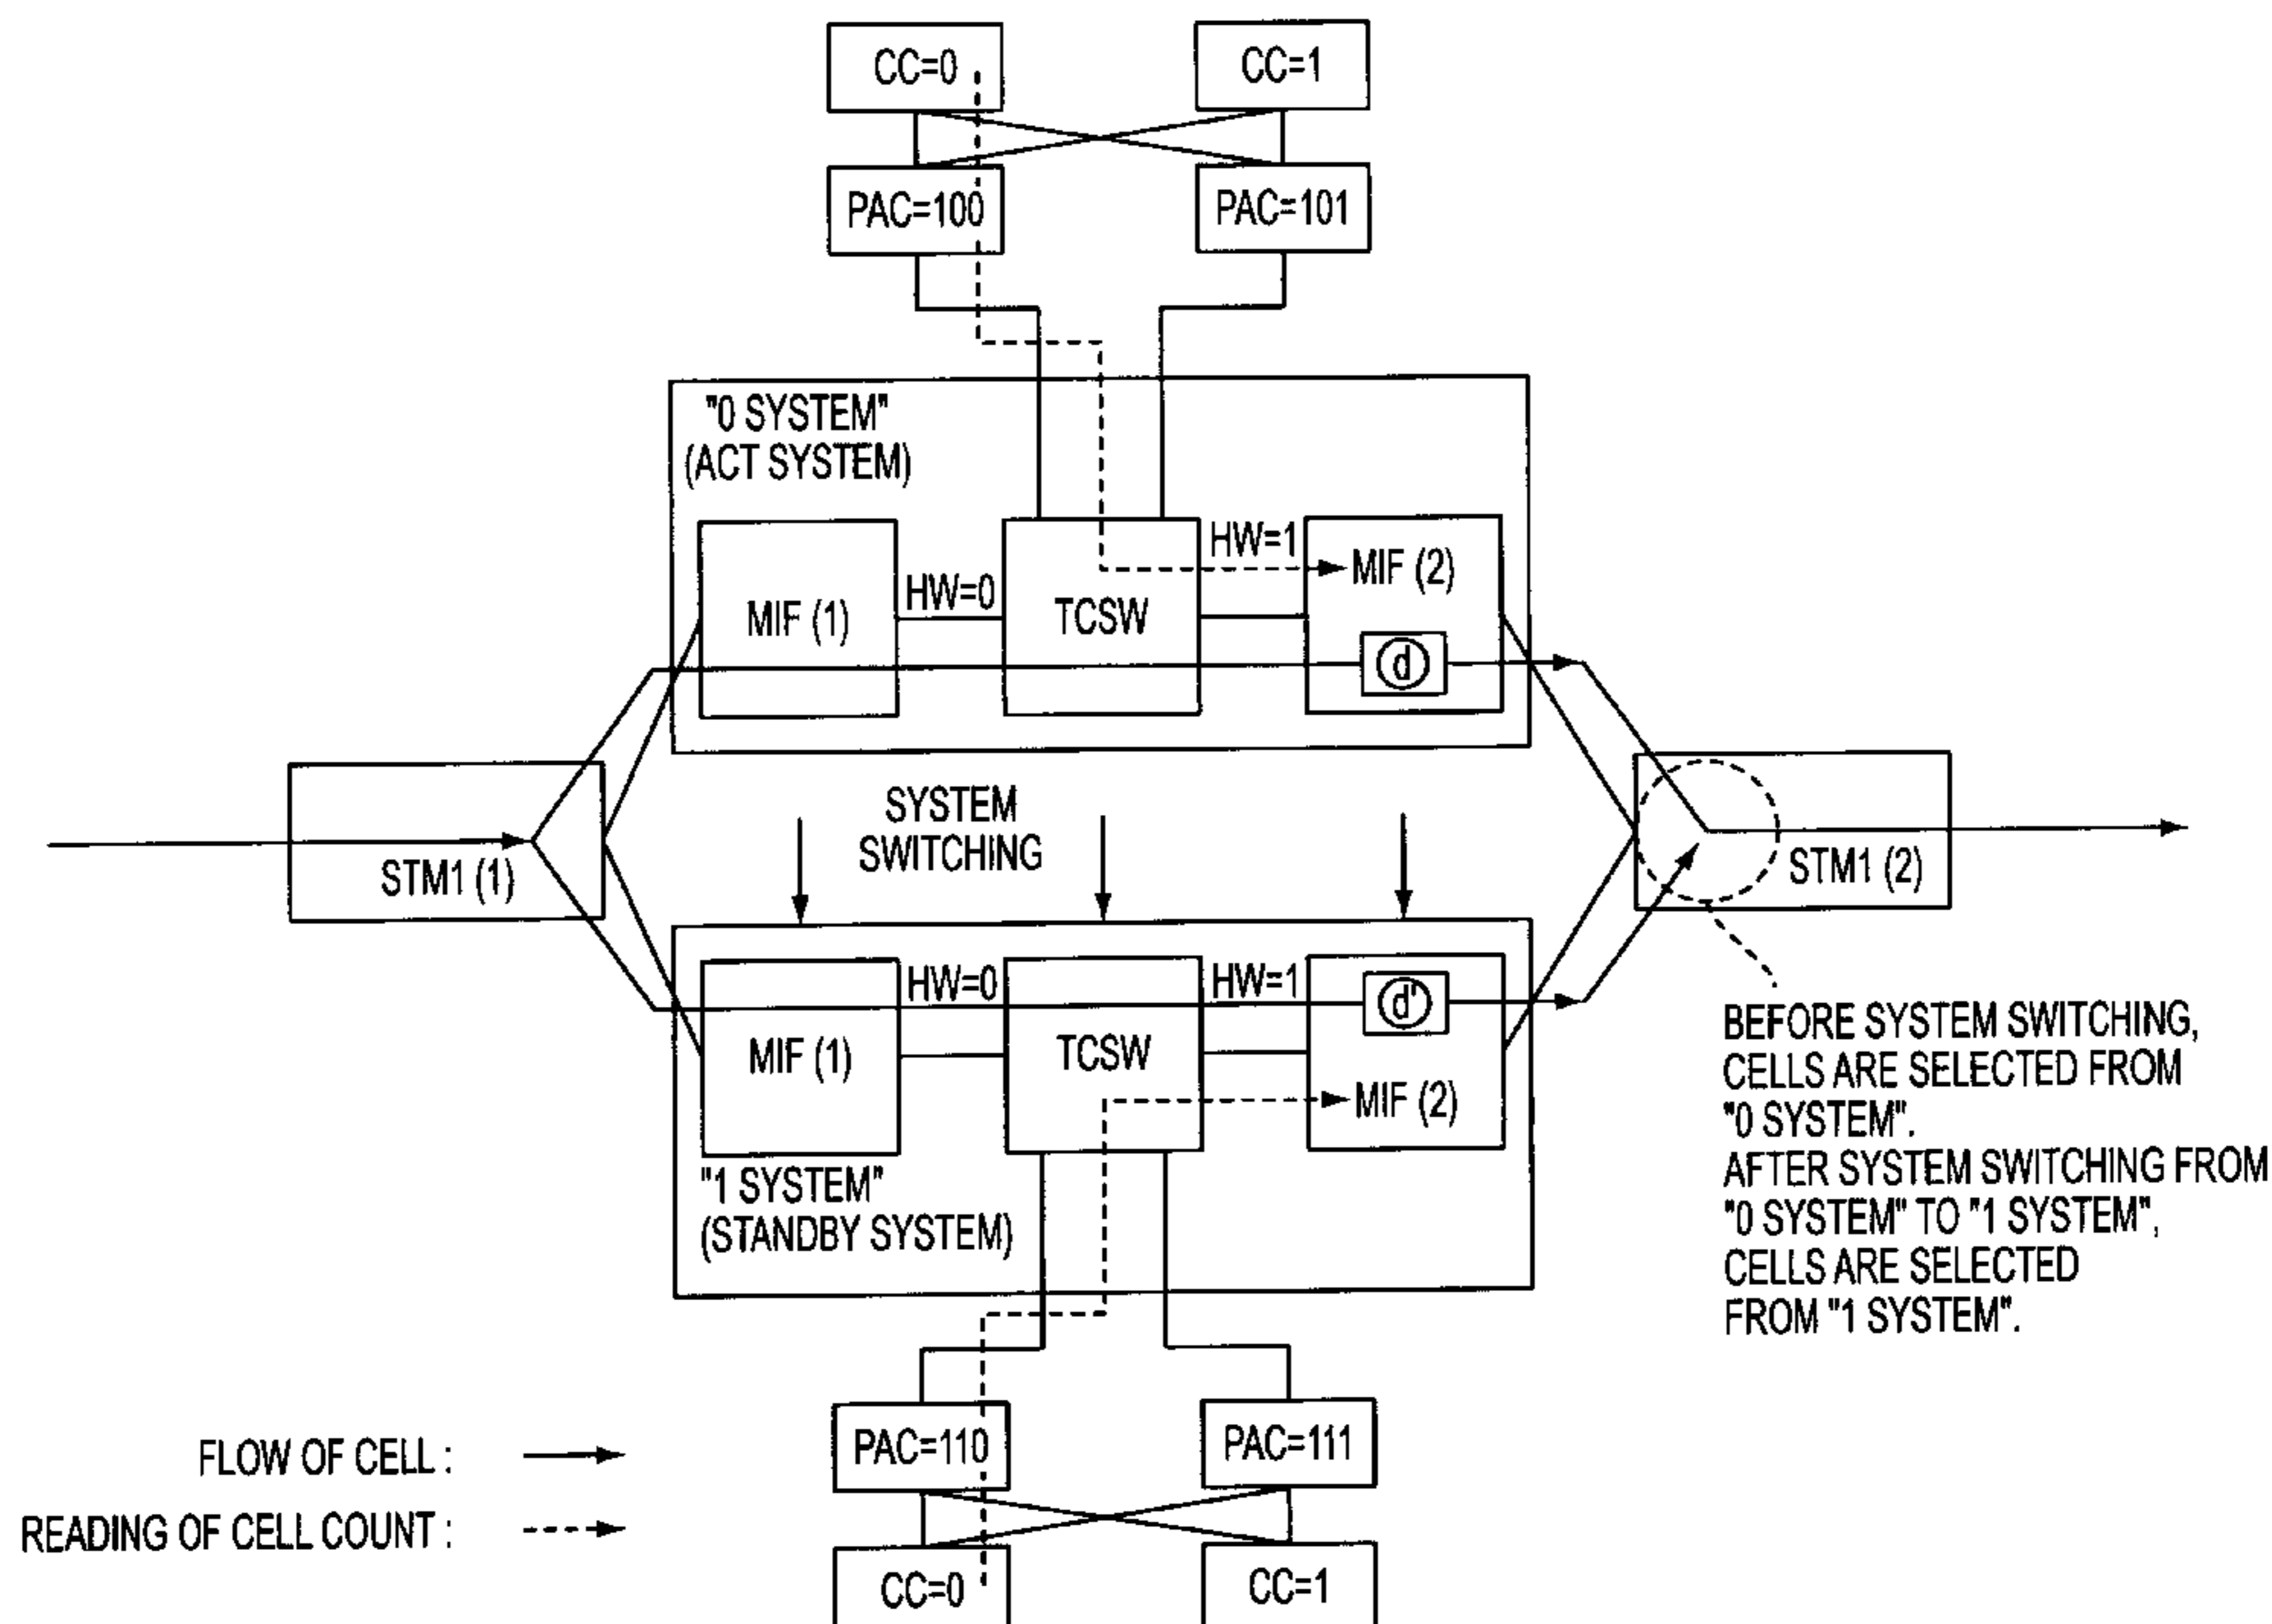 CC=0
CC=1
PAC=100
PAC=101
"0 SYSTEM"
(ACT SYSTEM)
MIF (1)
HW=0
TCSW
HW=1
MIF (2)
d
STM1 (1)
SYSTEM
SWITCHING
STM1 (2)
MIF (1)
HW=0
TCSW
HW=1
d'
MIF (2)
"1 SYSTEM"
(STANDBY SYSTEM)
BEFORE SYSTEM SWITCHING,
CELLS ARE SELECTED FROM
"0 SYSTEM".
AFTER SYSTEM SWITCHING FROM
"0 SYSTEM" TO "1 SYSTEM",
CELLS ARE SELECTED
FROM "1 SYSTEM".
PAC=110
PAC=111
FLOW OF CELL :
READING OF CELL COUNT :
CC=0
CC=1